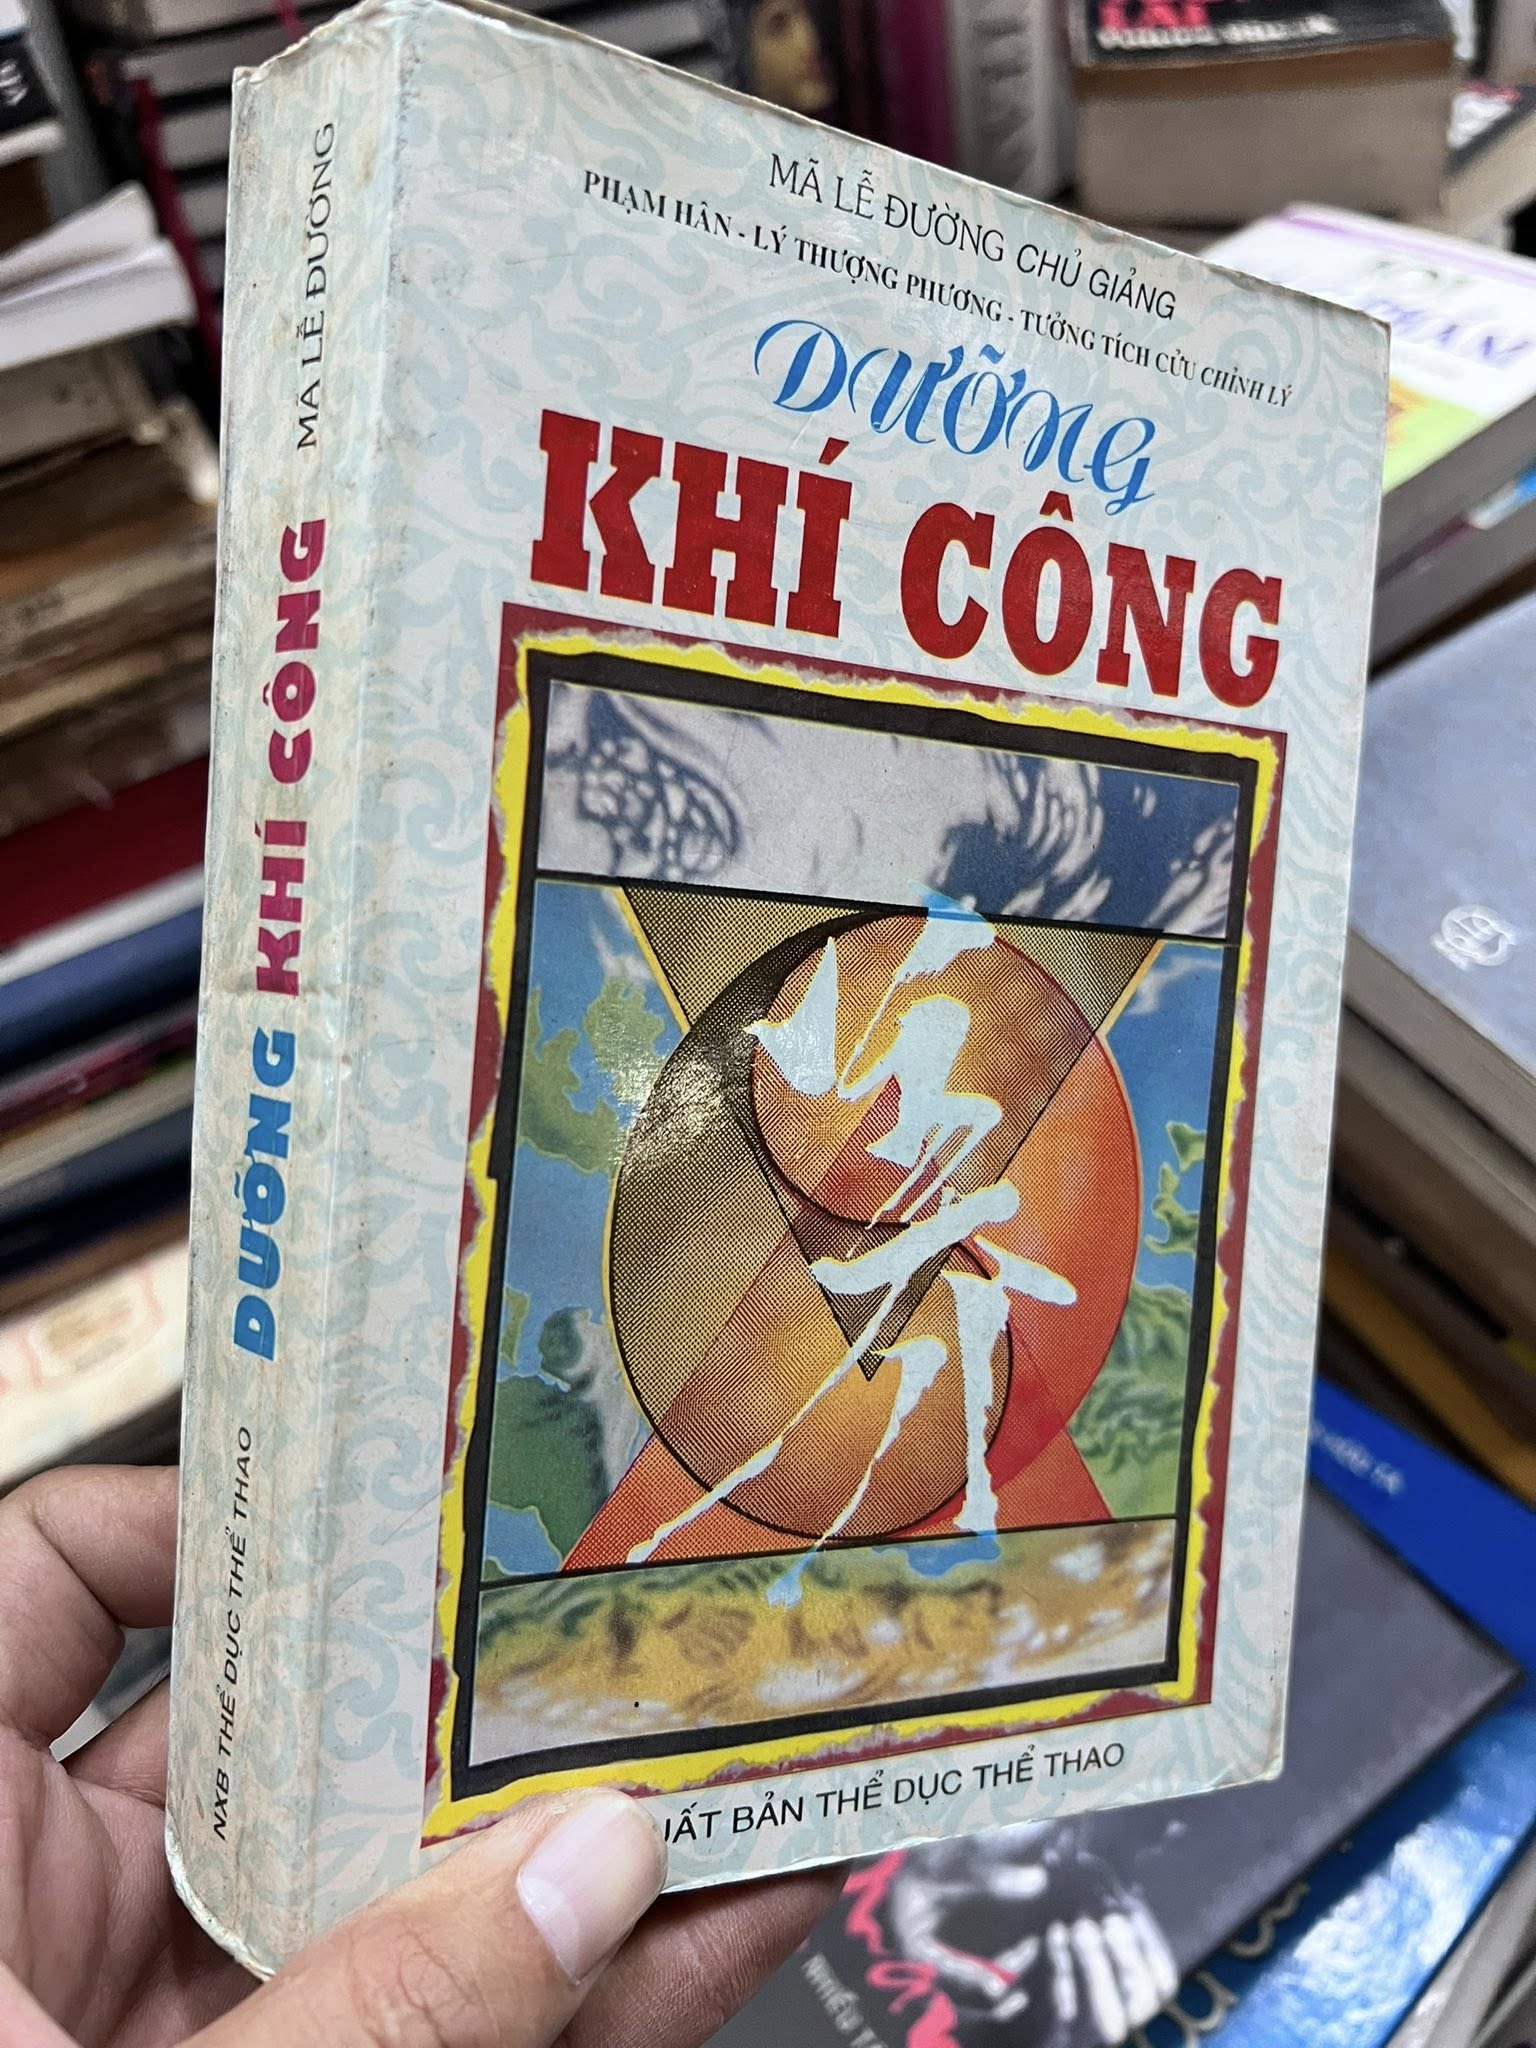 MÃ LỄ ĐƯỜNG CHỦ GIẢNG
PHẠM HÂN - LÝ THƯỢNG PHƯƠNG - TƯỞNG TÍCH CỬU CHỈNH LÝ
DƯỠNG
KHÍ CÔNG
UẤT BẢN THỂ DỤC THỂ THAO
NXB THỂ DỤC THỂ THAO DƯỠNG KHÍ CÔNG MÃ LỄ ĐƯỜNG